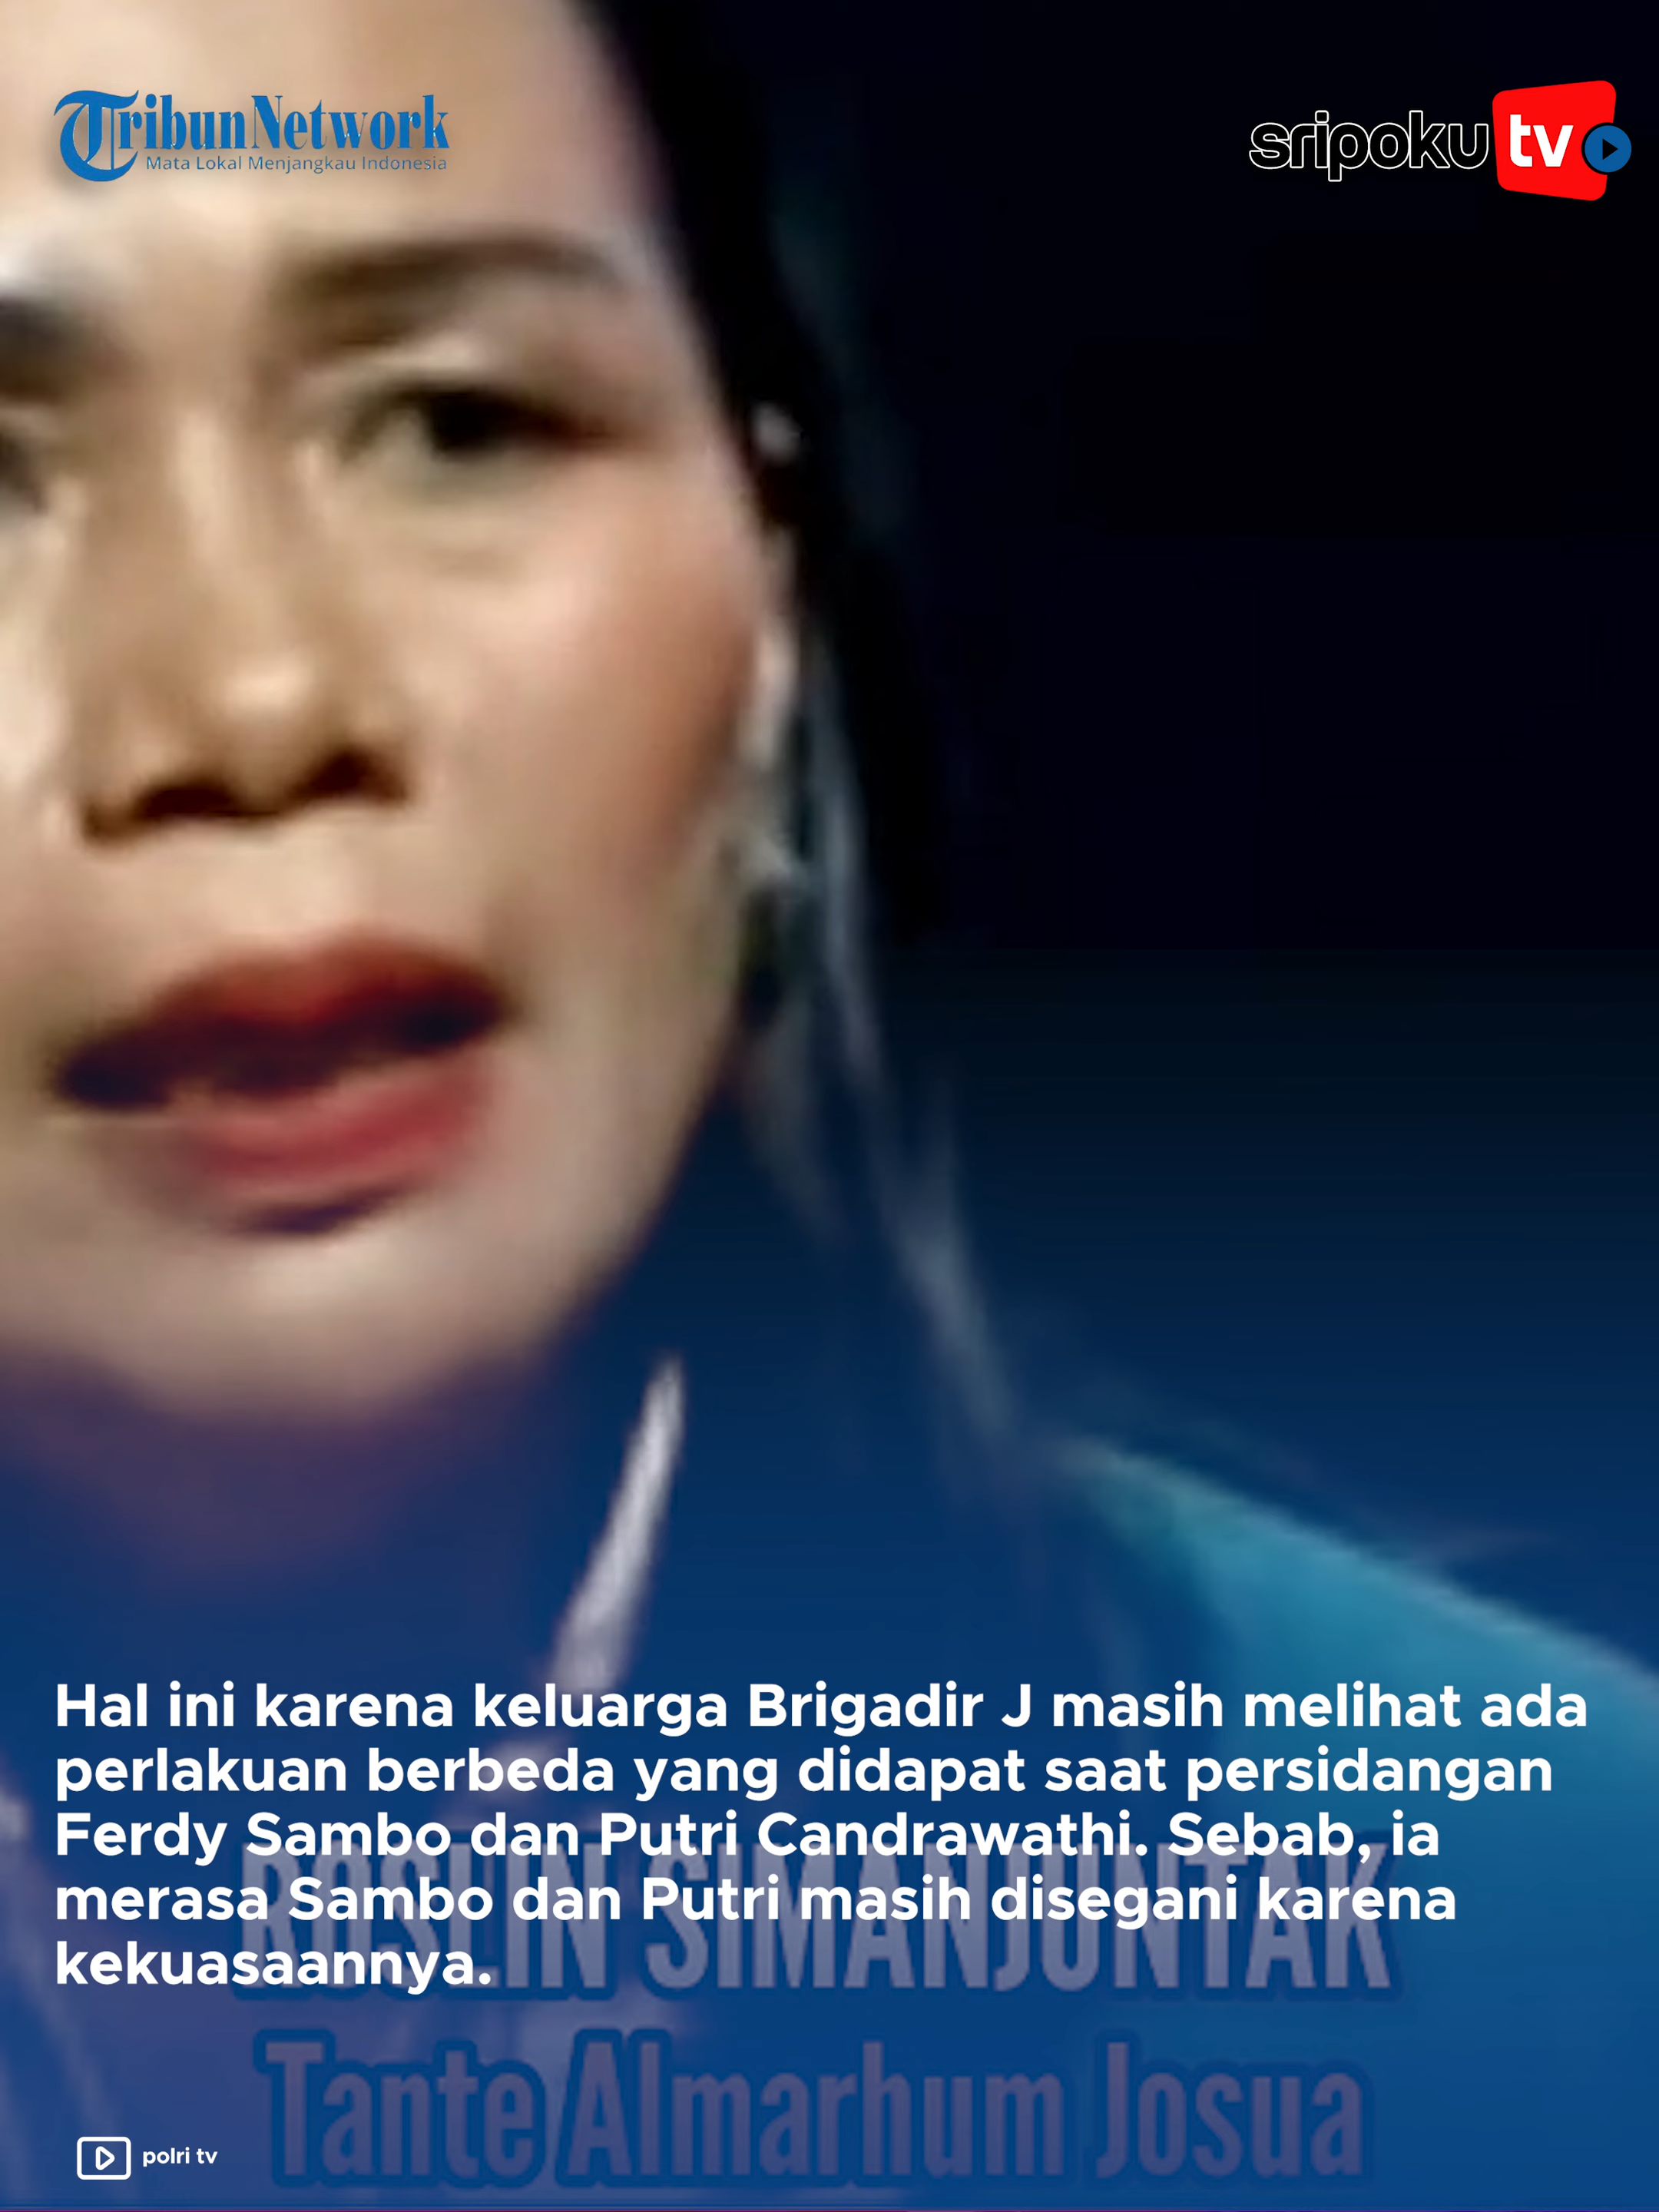 TribunNetwork
Mata Lokal Menjangkau Indonesia
sripoku tv
Hal ini karena keluarga Brigadir J masih melihat ada
perlakuan berbeda yang didapat saat persidangan
Ferdy Sambo dan Putri Candrawathi. Sebab, ia
merasa Sambo dan Putri masih disegani karena
kekuasaannya.
ROSLIN SIMANJUNTAK
Tante Almarhum Josua
polri tv